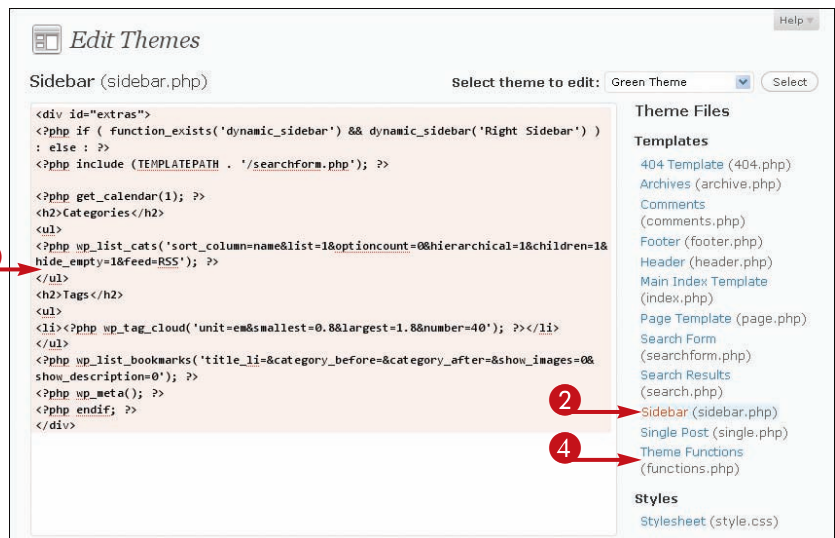 Help
Edit Themes
Sidebar (sidebar.php)
Select theme to edit: Green Theme Select
<div id="extras">
<?php if ( function_exists('dynamic_sidebar') && dynamic_sidebar('Right Sidebar') )
: else : ?>
<?php include (TEMPLATEPATH . '/searchform.php'); ?>
<?php get_calendar(1); ?>
<h2>Categories</h2>
<ul>
<?php wp_list_cats('sort_column=name&list=1&optioncount=0&hierarchical=1&children=1&
hide_empty=1&feed=RSS'); ?>
</ul>
<h2>Tags</h2>
<ul>
<li><?php wp_tag_cloud('unit=em&smallest=0.8&largest=1.8&number=40'); ?></li>
</ul>
<?php wp_list_bookmarks('title_li=&category_before=&category_after=&show_images=0&
show_description=0'); ?>
<?php wp_meta(); ?>
<?php endif; ?>
</div>
Theme Files
Templates
404 Template (404.php)
Archives (archive.php)
Comments
(comments.php)
Footer (footer.php)
Header (header.php)
Main Index Template
(index.php)
Page Template (page.php)
Search Form
(searchform.php)
Search Results
(search.php)
2
Sidebar (sidebar.php)
Single Post (single.php)
4
Theme Functions
(functions.php)
Styles
Stylesheet (style.css)